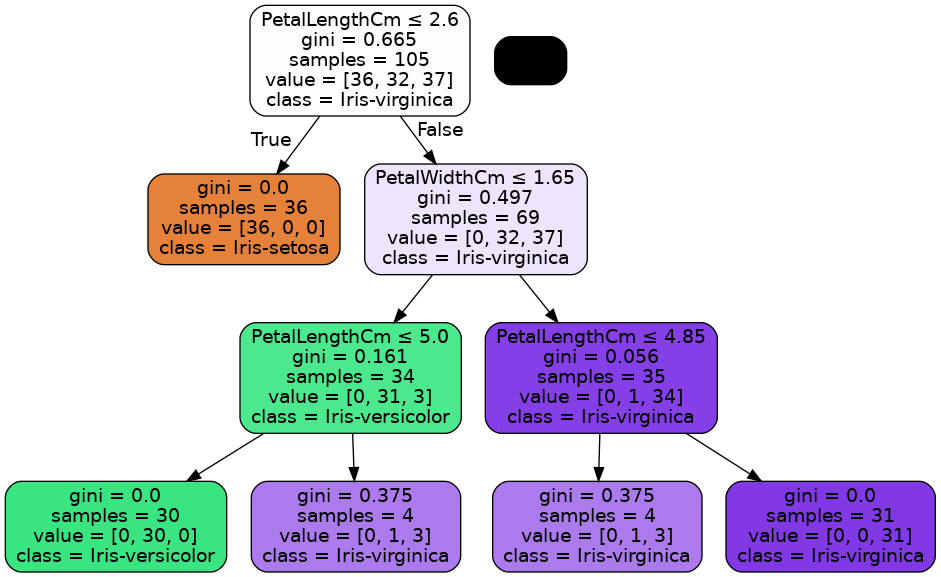 PetalLengthCm ≤ 2.6
gini = 0.665
samples = 105
value = [36, 32, 37]
class = Iris-virginica
True
False
gini = 0.0
samples = 36
value = [36, 0, 0]
class = Iris-setosa
PetalWidthCm ≤ 1.65
gini = 0.497
samples = 69
value = [0, 32, 37]
class = Iris-virginica
PetalLengthCm ≤ 5.0
gini = 0.161
samples = 34
value = [0, 31, 3]
class = Iris-versicolor
PetalLengthCm ≤ 4.85
gini = 0.056
samples = 35
value = [0, 1, 34]
class = Iris-virginica
gini = 0.0
samples = 30
value = [0, 30, 0]
class = Iris-versicolor
gini = 0.375
samples = 4
value = [0, 1, 3]
class = Iris-virginica
gini = 0.375
samples = 4
value = [0, 1, 3]
class = Iris-virginica
gini = 0.0
samples = 31
value = [0, 0, 31]
class = Iris-virginica